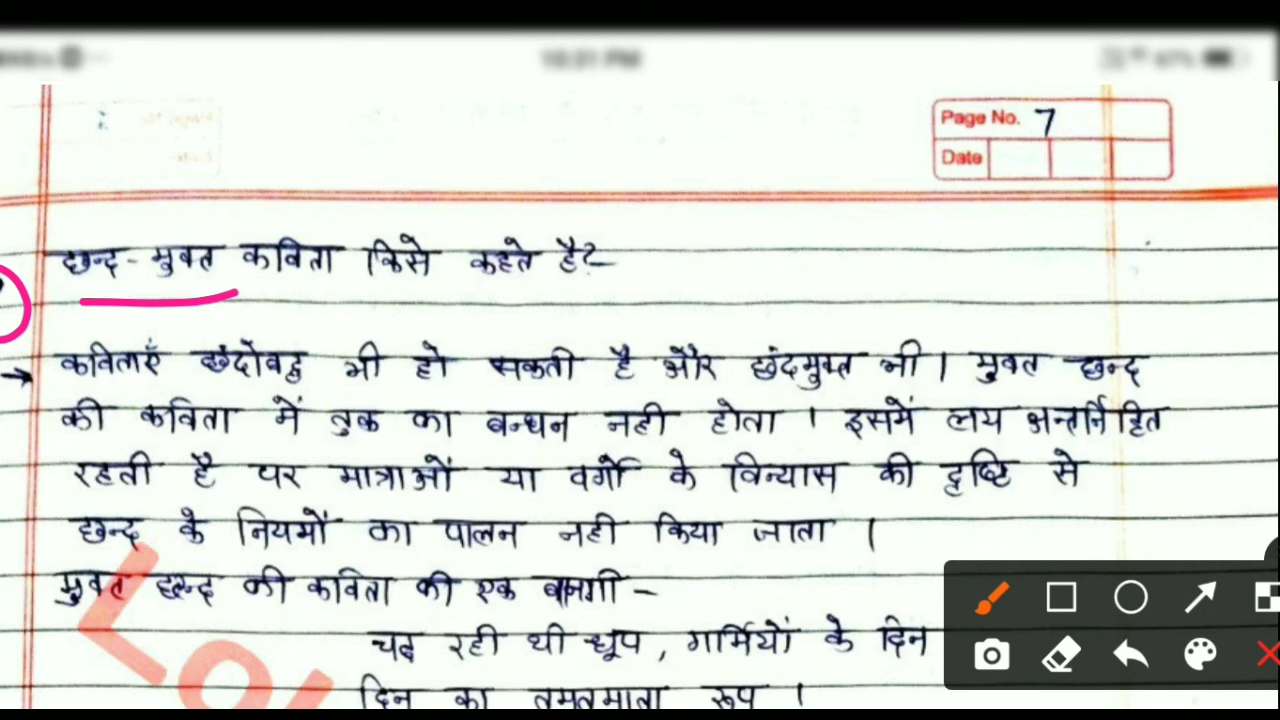 Page No. 7
Date
छन्द-मुक्त कविता किसे कहते है?
कविताएँ छंदोबद्ध भी हो सकती है और छंदमुक्त भी । मुक्त छन्द
की कविता में तुक का बन्धन नही होता । इसमें लय अन्तर्निहित
रहती है पर मात्राओं या वर्गों के विन्यास की दृष्टि से
छन्द के नियमों का पालन नही किया जाता ।
मुक्त छन्द की कविता की एक बानगी -
चढ़ रही थी धूप , गर्मियों के दिन
दिन का तमतमाता रूप ।